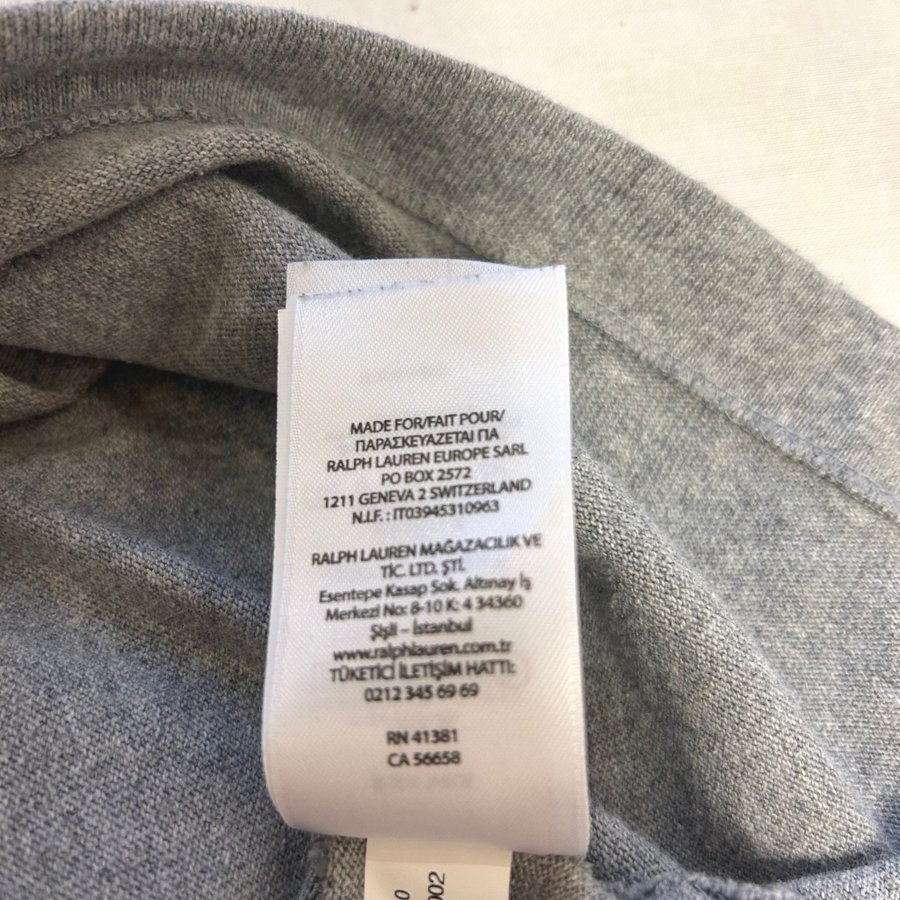 MADE FOR/FAIT POUR/
ΠΑΡΑΣΚΕΥΑΖΕΤΑΙ ΓΙΑ
RALPH LAUREN EUROPE SARL
PO BOX 2572
1211 GENEVA 2 SWITZERLAND
N.I.F. : IT03945310963
RALPH LAUREN MAĞAZACILIK VE
TİC. LTD. ŞTİ.
Esentepe Kasap Sok. Altınay İş
Merkezi No: 8-10 K: 4 34360
Şişli – İstanbul
www.ralphlauren.com.tr
TÜKETİCİ İLETİŞİM HATTI:
0212 345 69 69
RN 41381
CA 56658
002